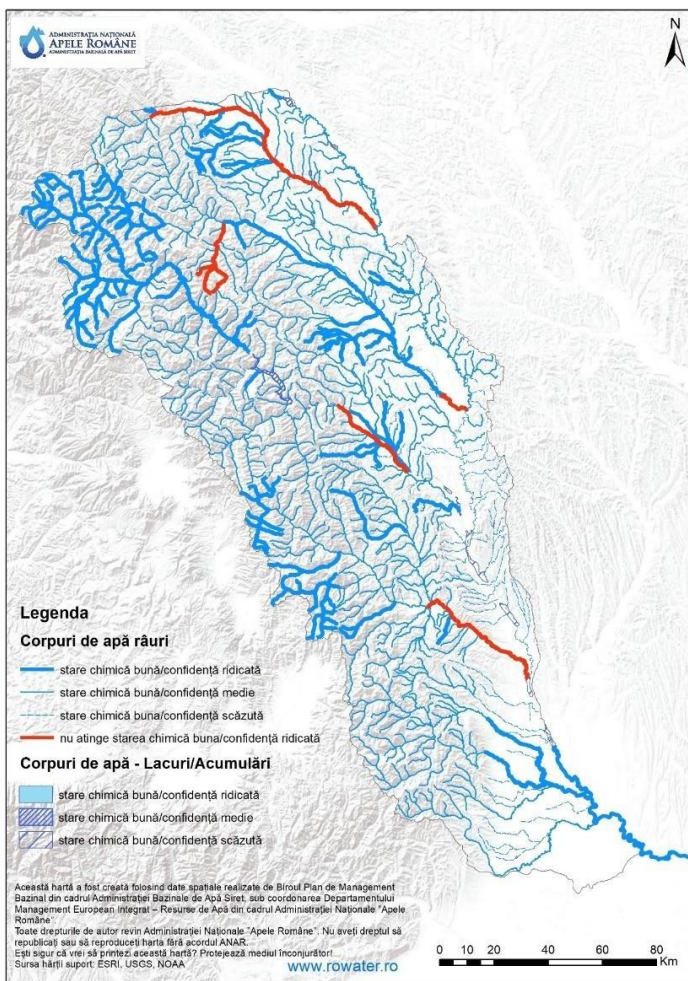 ADMINISTRAȚIA NAȚIONALĂ
APELE ROMÂNE
ADMINISTRAȚIA BAZINALĂ DE APĂ SIRET
N
Legenda
Corpuri de apă râuri
stare chimică bună/confidență ridicată
stare chimică bună/confidență medie
stare chimică buna/confidență scăzută
nu atinge starea chimică buna/confidență ridicată
Corpuri de apă - Lacuri/Acumulări
stare chimică bună/confidență ridicată
stare chimică bună/confidență medie
stare chimică bună/confidență scăzută
Această hartă a fost creată folosind date spațiale realizate de Biroul Plan de Management
Bazinal din cadrul Administrației Bazinale de Apă Siret, sub coordonarea Departamentului
Management European Integrat – Resurse de Apă din cadrul Administrației Naționale "Apele
Române".
Toate drepturile de autor revin Administrației Naționale "Apele Române". Nu aveți dreptul să
republicați sau să reproduceți harta fără acordul ANAR.
Ești sigur că vrei să printezi această hartă? Protejează mediul înconjurător!
Sursa hărții suport: ESRI, USGS, NOAA
www.rowater.ro
0 10 20 40 60 80
Km